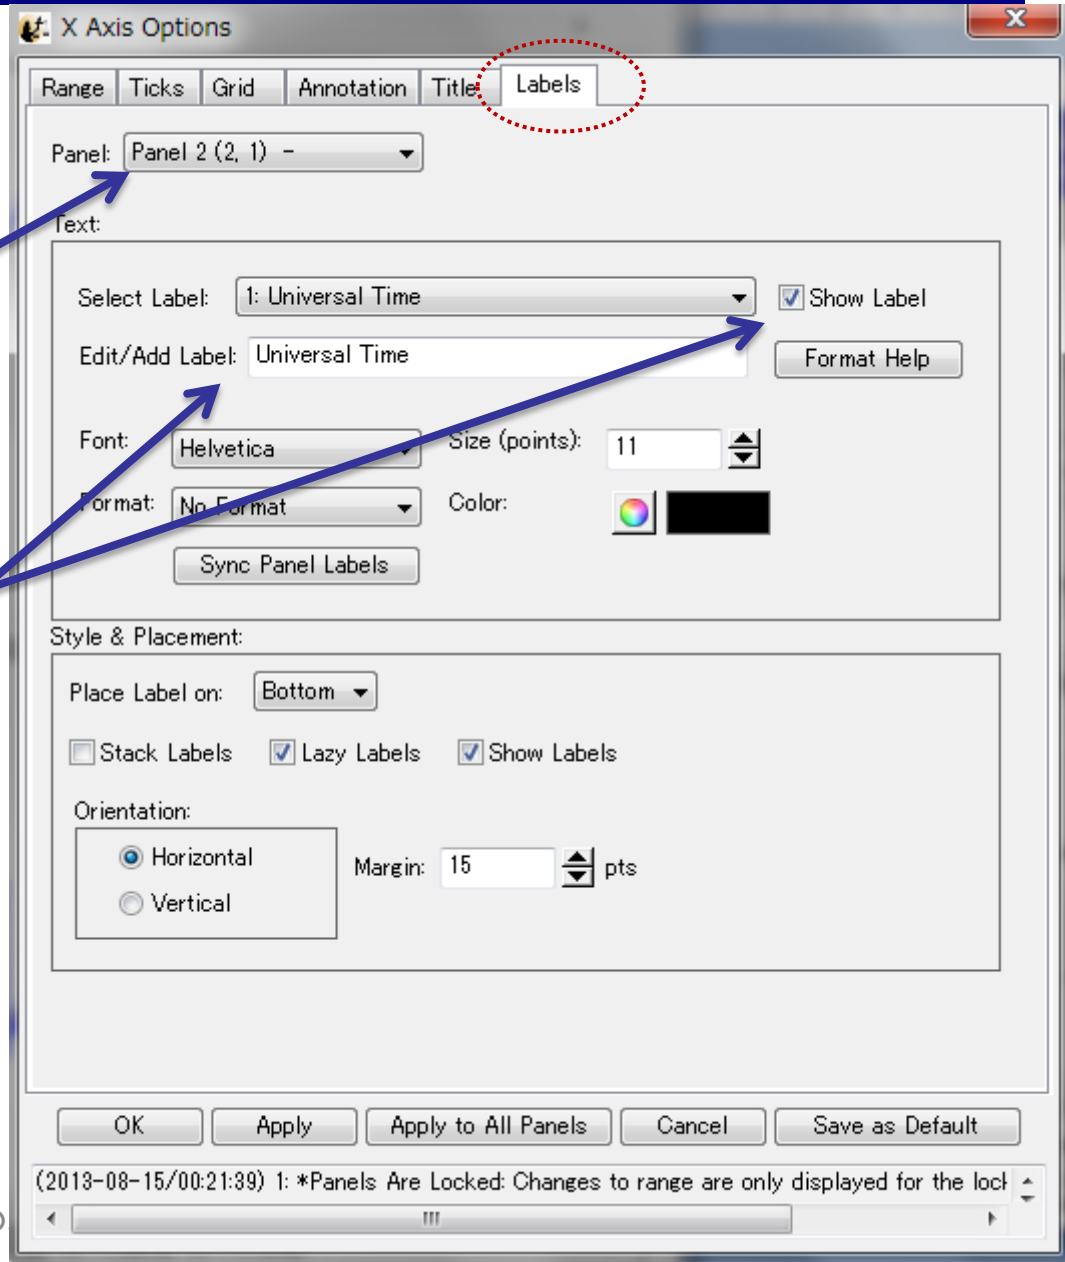 X Axis Options
Range Ticks Grid Annotation Title Labels
Panel: Panel 2 (2, 1) -
Text:
Select Label: 1: Universal Time Show Label
Edit/Add Label: Universal Time Format Help
Font: Helvetica Size (points): 11
Format: No Format Color:
Sync Panel Labels
Style & Placement:
Place Label on: Bottom
Stack Labels Lazy Labels Show Labels
Orientation:
Horizontal
Margin: 15 pts
Vertical
OK Apply Apply to All Panels Cancel Save as Default
(2013-08-15/00:21:39) 1: *Panels Are Locked: Changes to range are only displayed for the lock